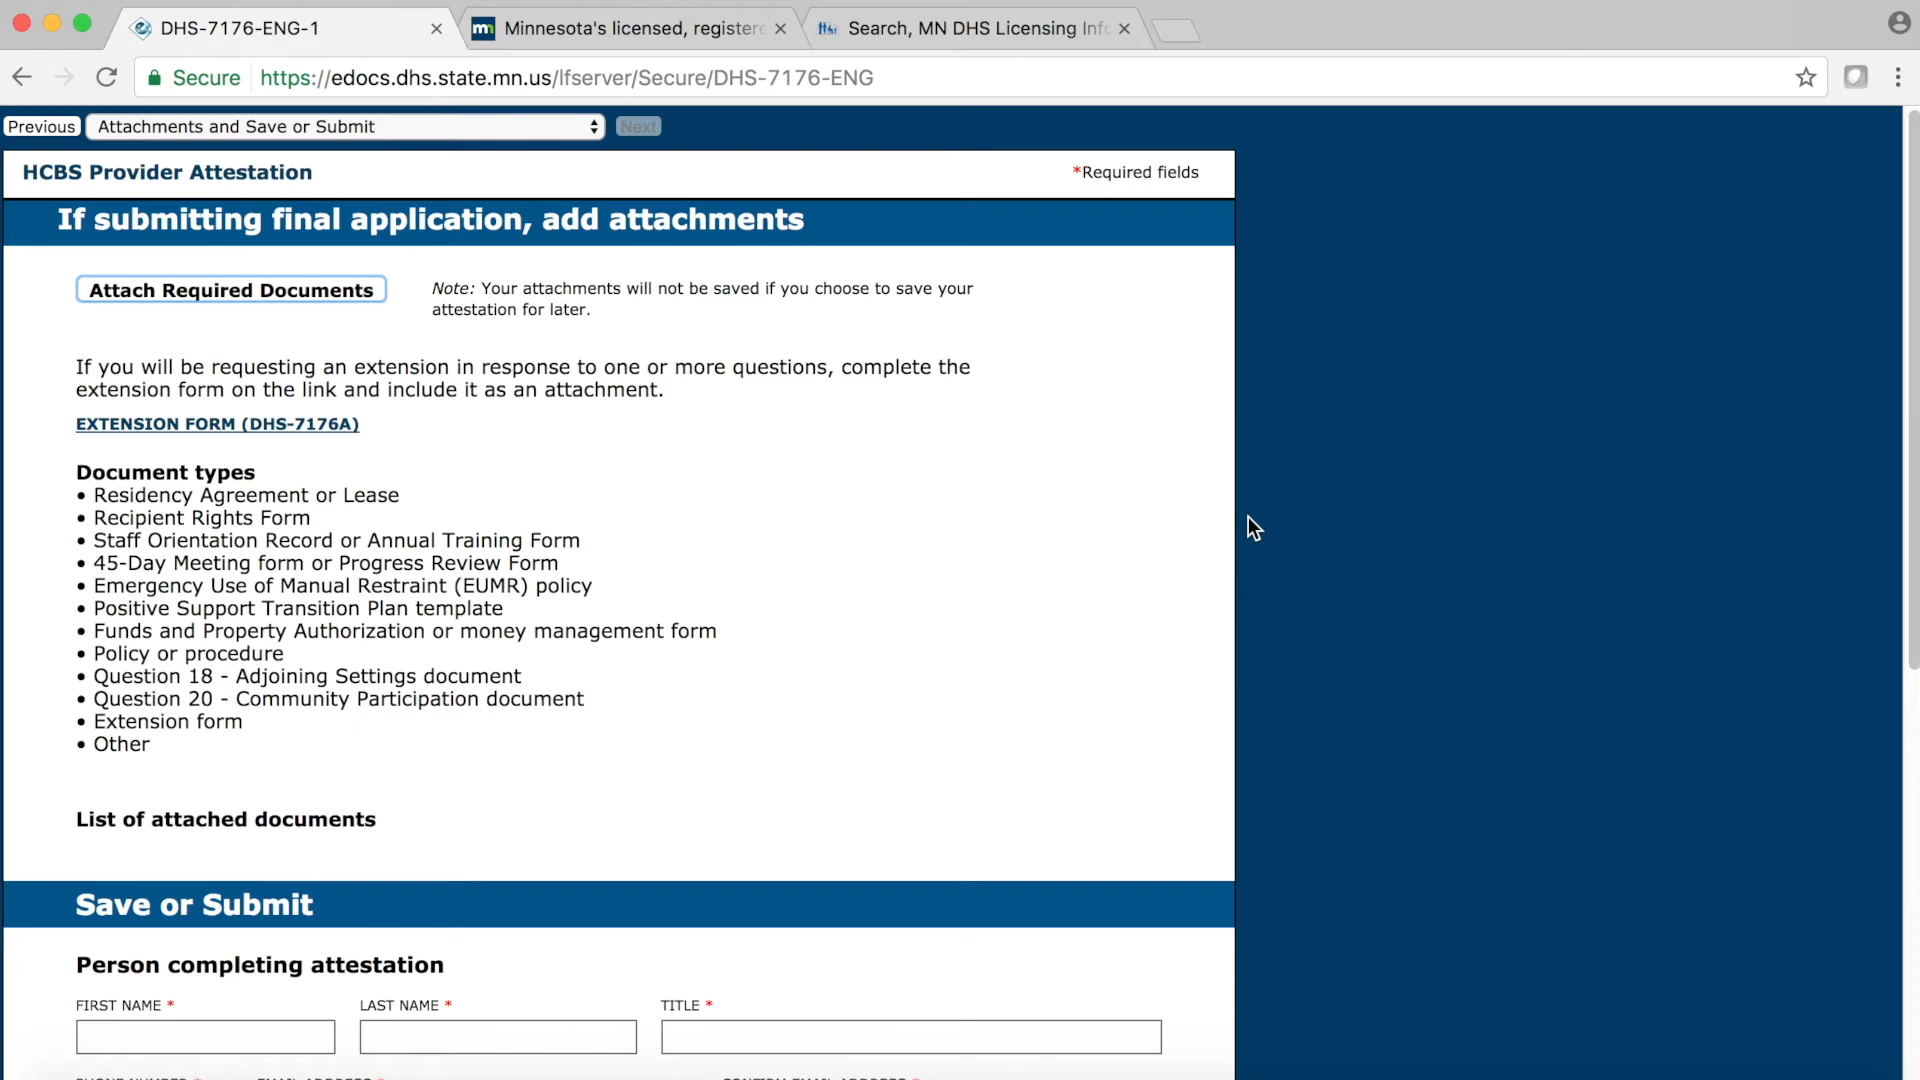 DHS-7176-ENG-1
Minnesota's licensed, registere
Search, MN DHS Licensing Info
Secure
https://edocs.dhs.state.mn.us/lfserver/Secure/DHS-7176-ENG
Previous
Attachments and Save or Submit
Next
HCBS Provider Attestation
*Required fields
If submitting final application, add attachments
Attach Required Documents
Note: Your attachments will not be saved if you choose to save your
attestation for later.
If you will be requesting an extension in response to one or more questions, complete the
extension form on the link and include it as an attachment.
EXTENSION FORM (DHS-7176A)
Document types
• Residency Agreement or Lease
• Recipient Rights Form
• Staff Orientation Record or Annual Training Form
• 45-Day Meeting form or Progress Review Form
• Emergency Use of Manual Restraint (EUMR) policy
• Positive Support Transition Plan template
• Funds and Property Authorization or money management form
• Policy or procedure
• Question 18 - Adjoining Settings document
• Question 20 - Community Participation document
• Extension form
• Other
List of attached documents
Save or Submit
Person completing attestation
FIRST NAME *
LAST NAME *
TITLE *